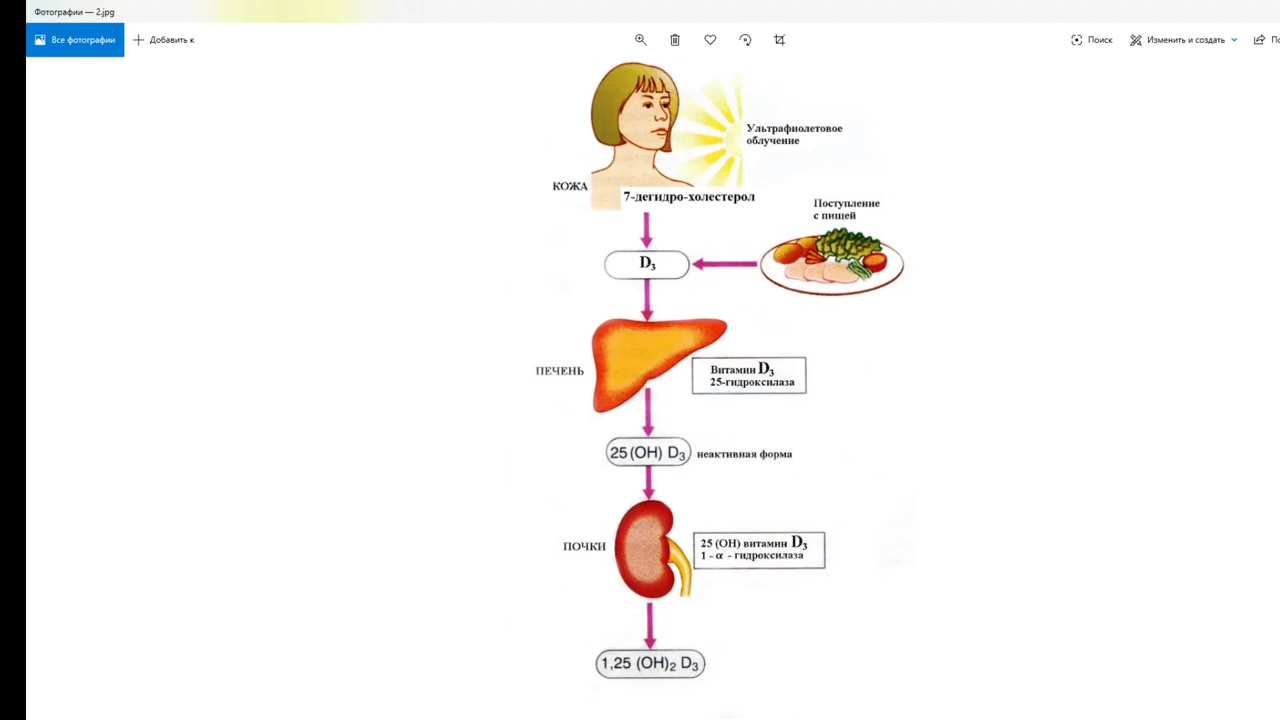 Фотографии — 2.jpg
Все фотографии
Добавить к
Поиск
Изменить и создать
Ультрафиолетовое
облучение
КОЖА
7-дегидро-холестерол
Поступление
с пищей
D₃
ПЕЧЕНЬ
Витамин D₃
25-гидроксилаза
25 (OH) D₃
неактивная форма
ПОЧКИ
25 (ОН) витамин D₃
1 - α - гидроксилаза
1,25 (OH)₂ D₃